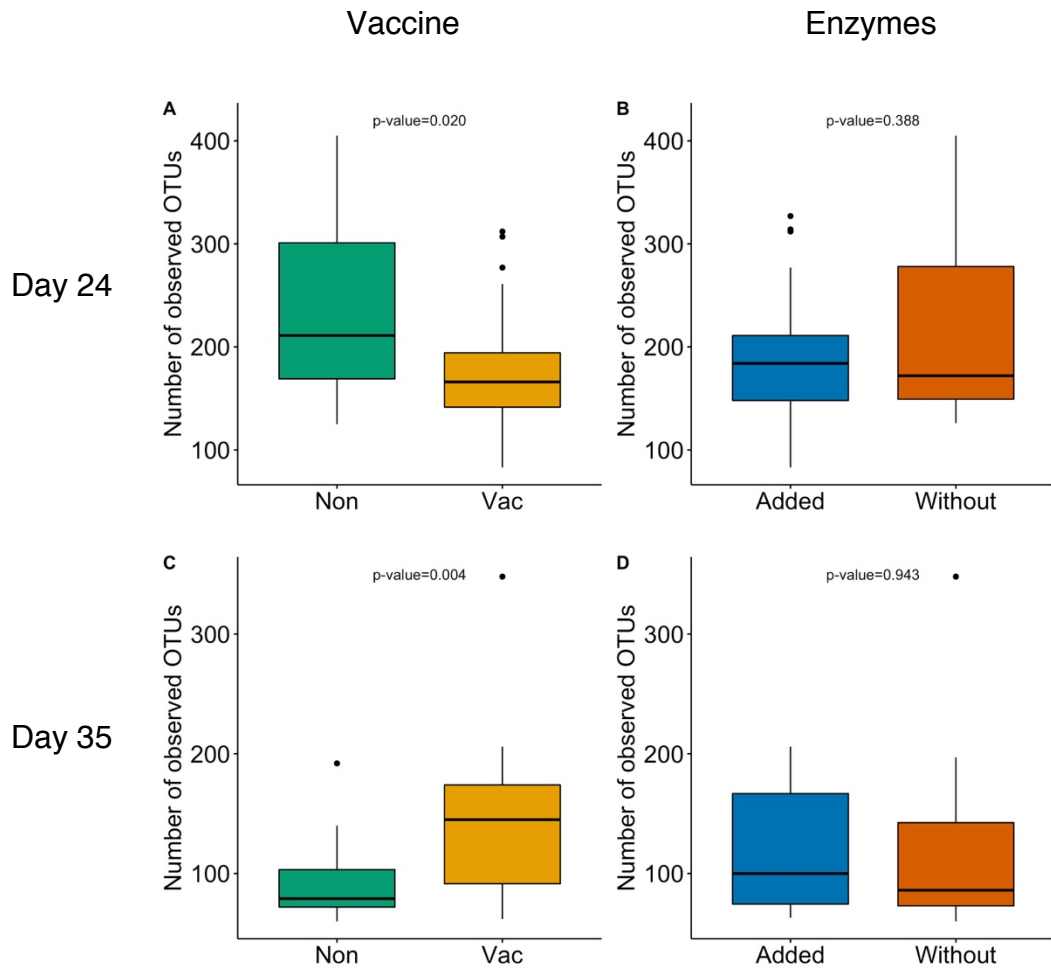 Vaccine
Enzymes
Day 24
A
p-value=0.020
Number of observed OTUs
400
300
200
100
Non
Vac
B
p-value=0.388
Number of observed OTUs
400
300
200
100
Added
Without
Day 35
C
p-value=0.004
Number of observed OTUs
300
200
100
Non
Vac
D
p-value=0.943
Number of observed OTUs
300
200
100
Added
Without